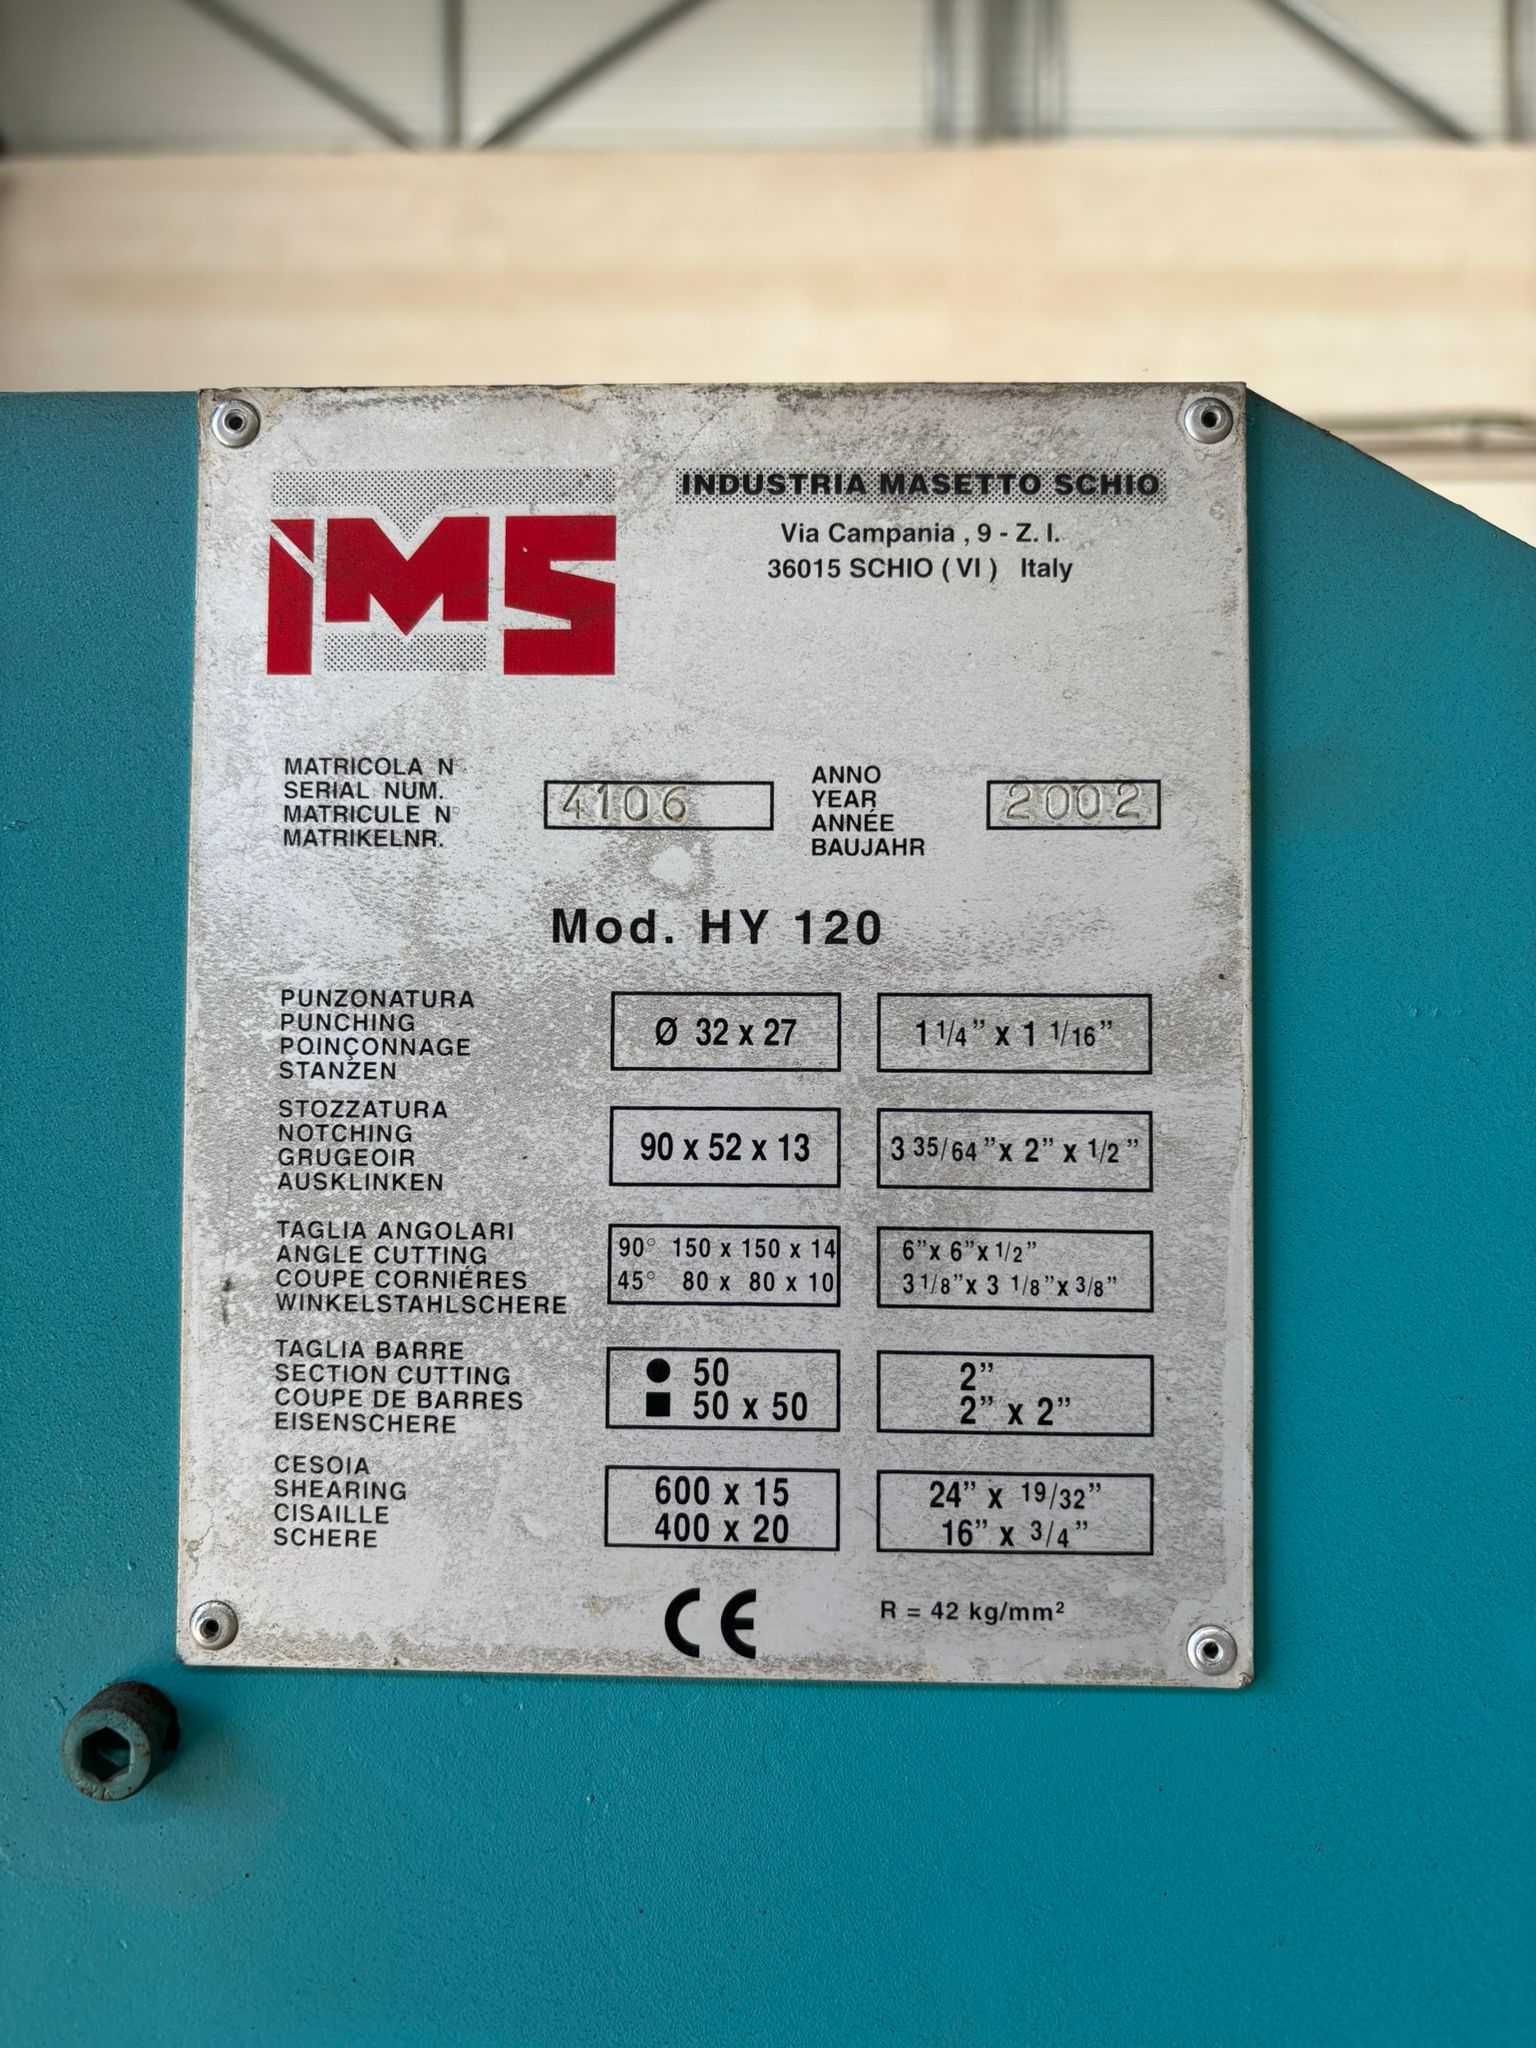 IMS
INDUSTRIA MASETTO SCHIO
Via Campania , 9 - Z. I.
36015 SCHIO ( VI ) Italy
MATRICOLA N°
SERIAL NUM.
MATRICULE N°
MATRIKELNR.
4106
ANNO
YEAR
ANNÉE
BAUJAHR
2002
Mod. HY 120
PUNZONATURA
PUNCHING
POINÇONNAGE
STANZEN
Ø 32 x 27
1 1/4” x 1 1/16”
STOZZATURA
NOTCHING
GRUGEOIR
AUSKLINKEN
90 x 52 x 13
3 35/64 ” x 2” x 1/2 ”
TAGLIA ANGOLARI
ANGLE CUTTING
COUPE CORNIÉRES
WINKELSTAHLSCHERE
90° 150 x 150 x 14
45° 80 x 80 x 10
6” x 6” x 1/2”
3 1/8” x 3 1/8” x 3/8”
TAGLIA BARRE
SECTION CUTTING
COUPE DE BARRES
EISENSCHERE
● 50
■ 50 x 50
2”
2” x 2”
CESOIA
SHEARING
CISAILLE
SCHERE
600 x 15
400 x 20
24” x 19/32”
16” x 3/4”
CE
R = 42 kg/mm²